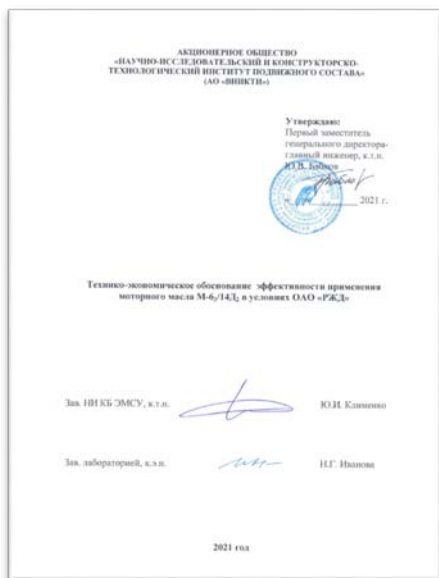 АКЦИОНЕРНОЕ ОБЩЕСТВО
«НАУЧНО-ИССЛЕДОВАТЕЛЬСКИЙ И КОНСТРУКТОРСКО-
ТЕХНОЛОГИЧЕСКИЙ ИНСТИТУТ ПОДВИЖНОГО СОСТАВА»
(АО «ВНИКТИ»)
Утверждаю:
Первый заместитель
генерального директора-
главный инженер, к.т.н.
Ю.В. Бабков
2021 г.
Технико-экономическое обоснование эффективности применения
моторного масла М-6з/14Д2 в условиях ОАО «РЖД»
Зав. НИ КБ ЭМСУ, к.т.н. Ю.И. Клименко
Зав. лабораторией, к.э.н. Н.Г. Иванова
2021 год